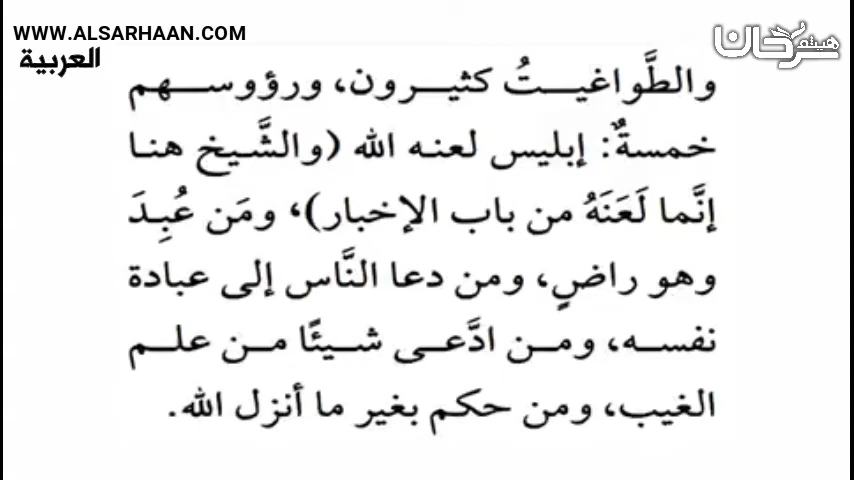 WWW.ALSARHAAN.COM
العربية
هيثم سرحان
والطَّواغيتُ كثيرون، ورؤوسهم
خمسةٌ: إبليس لعنه الله (والشَّيخ هنا
إنَّما لَعَنَهُ من باب الإخبار)، ومَن عُبِدَ
وهو راضٍ، ومن دعا النَّاس إلى عبادة
نفسه، ومن ادَّعى شيئًا من علم
الغيب، ومن حكم بغير ما أنزل الله.